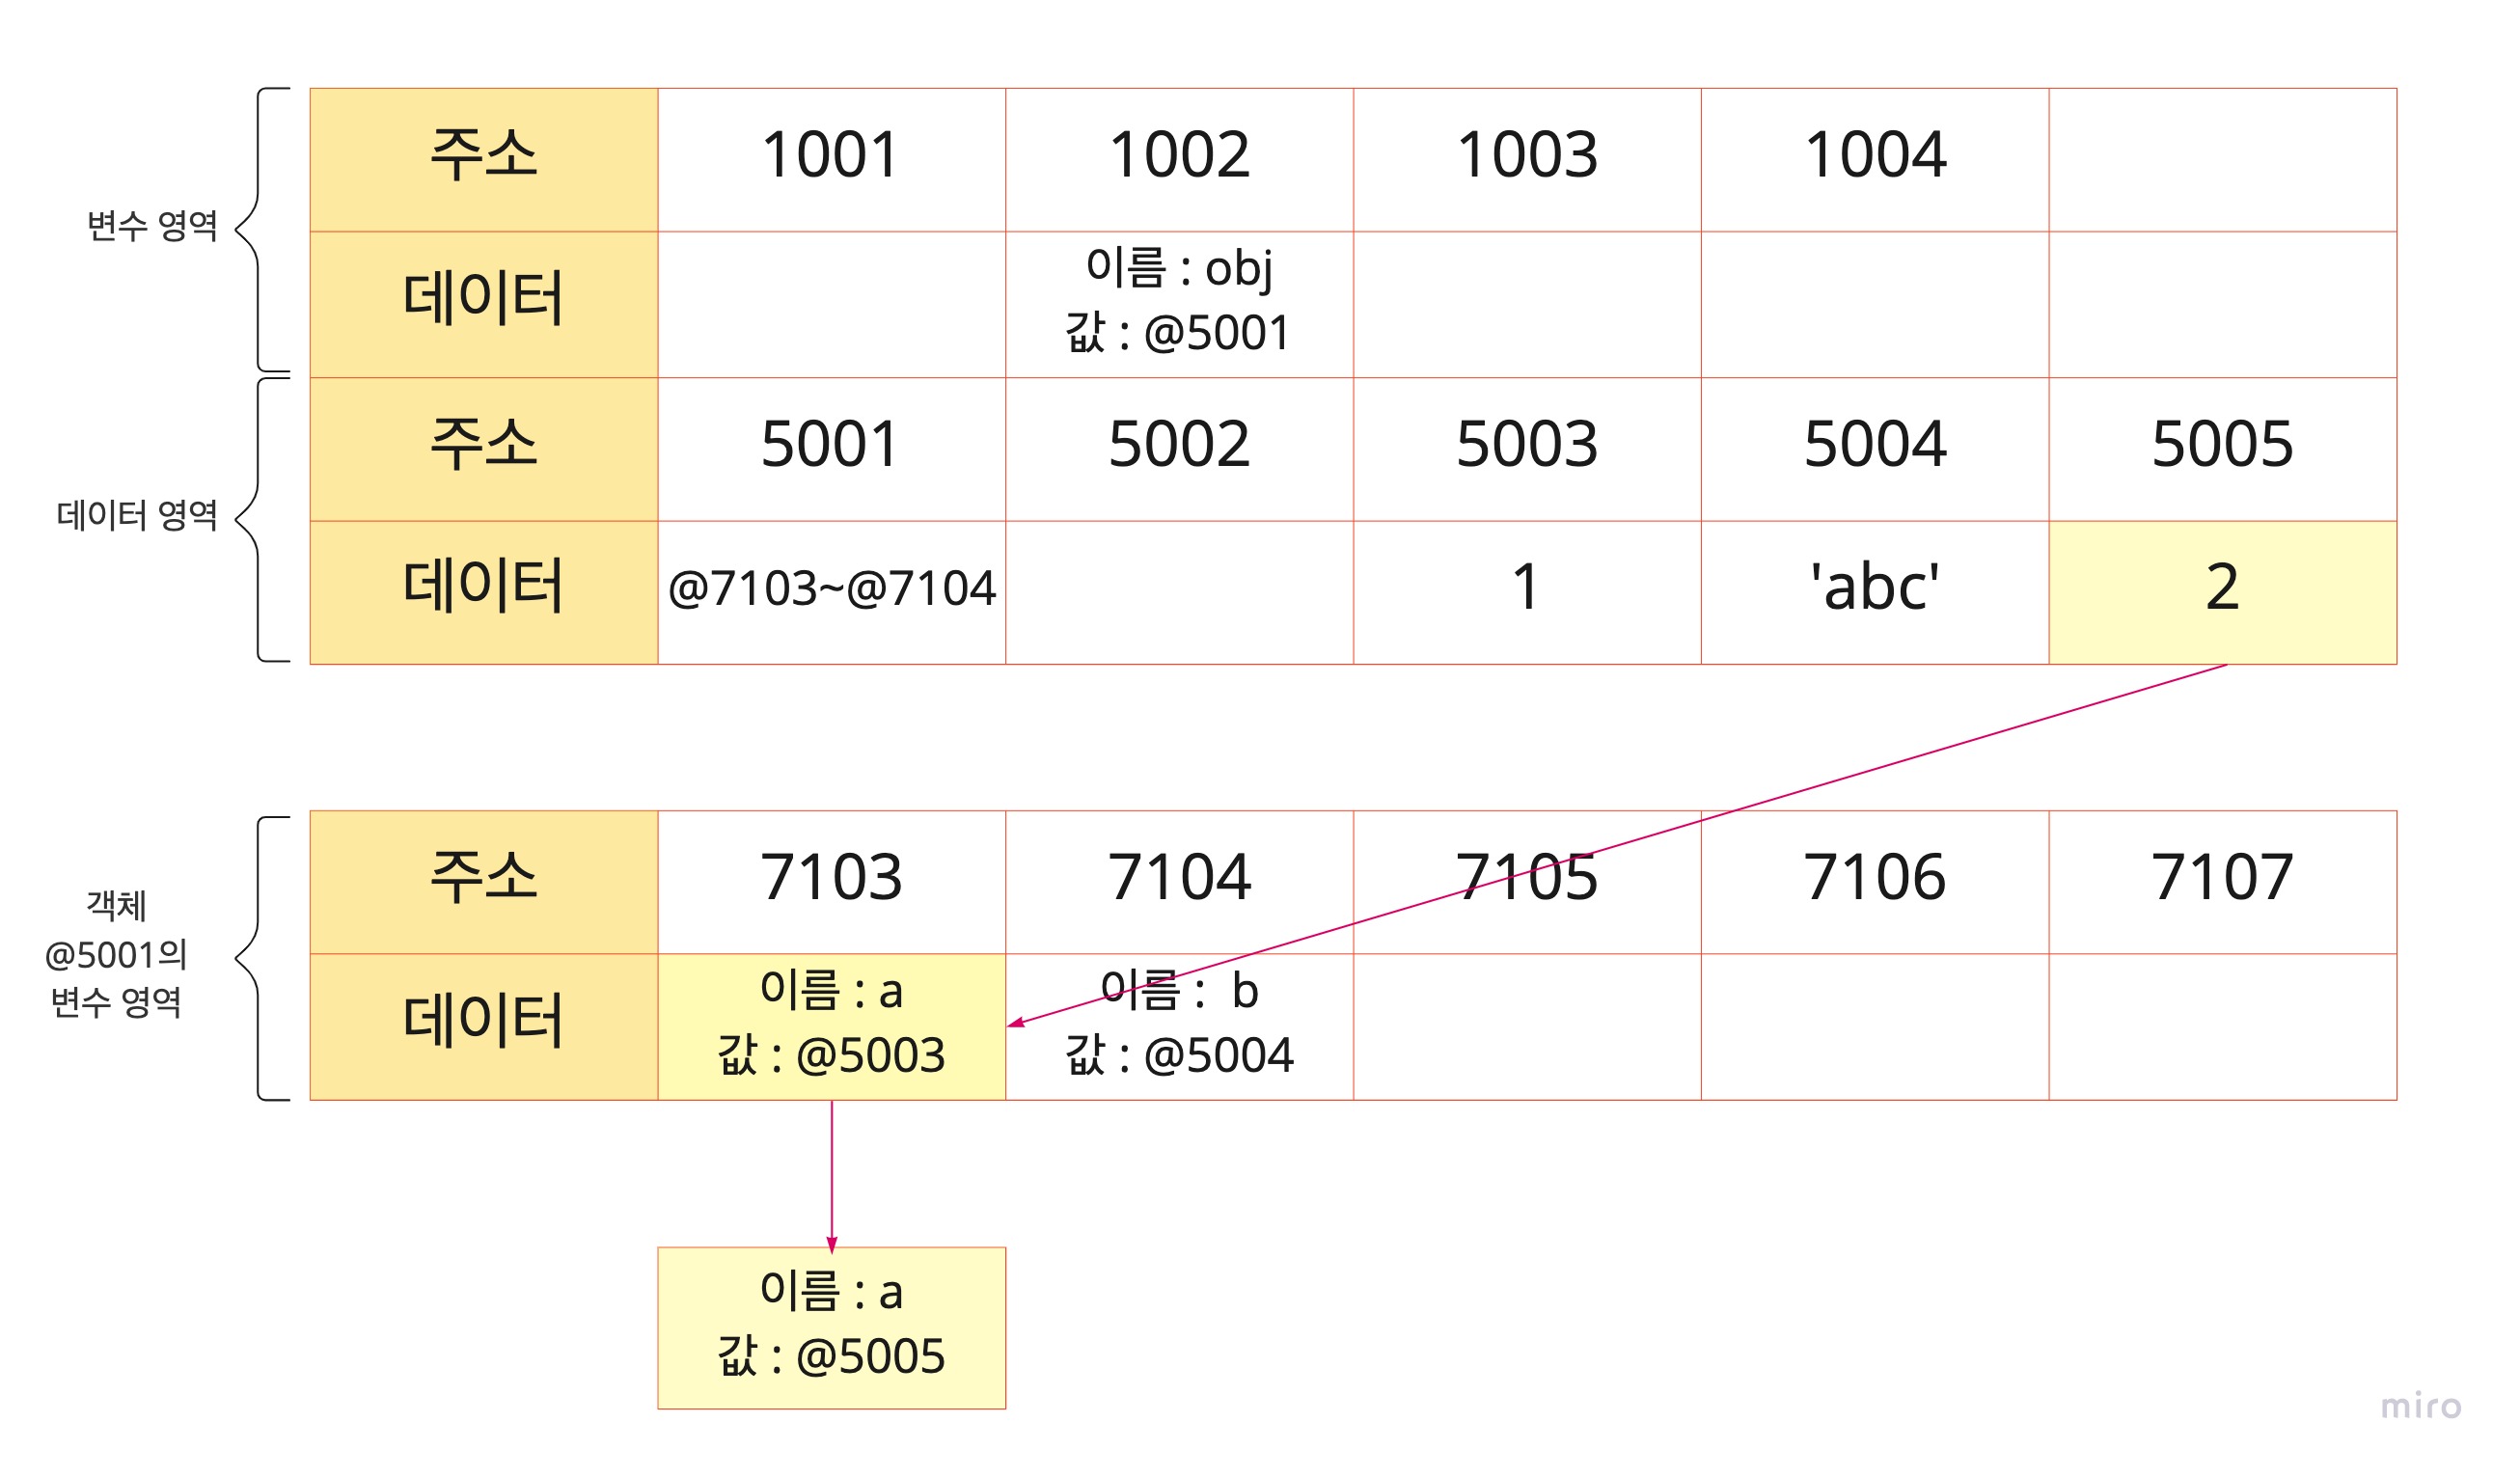 변수 영역
주소 1001 1002 1003 1004
데이터 이름 : obj
값 : @5001
데이터 영역
주소 5001 5002 5003 5004 5005
데이터 @7103~@7104 1 'abc' 2
객체
@5001의
변수 영역
주소 7103 7104 7105 7106 7107
데이터
이름 : a 이름 : b
값 : @5003 값 : @5004
이름 : a
값 : @5005
miro